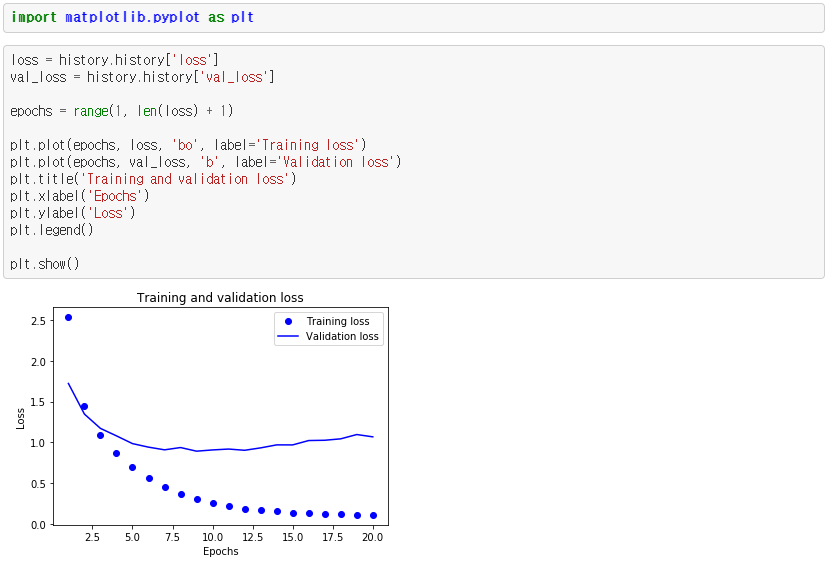 import matplotlib.pyplot as plt
loss = history.history['loss']
val_loss = history.history['val_loss']
epochs = range(1, len(loss) + 1)
plt.plot(epochs, loss, 'bo', label='Training loss')
plt.plot(epochs, val_loss, 'b', label='Validation loss')
plt.title('Training and validation loss')
plt.xlabel('Epochs')
plt.ylabel('Loss')
plt.legend()
plt.show()
Training and validation loss
Training loss
Validation loss
2.5
2.0
1.5
1.0
0.5
0.0
Loss
2.5 5.0 7.5 10.0 12.5 15.0 17.5 20.0
Epochs